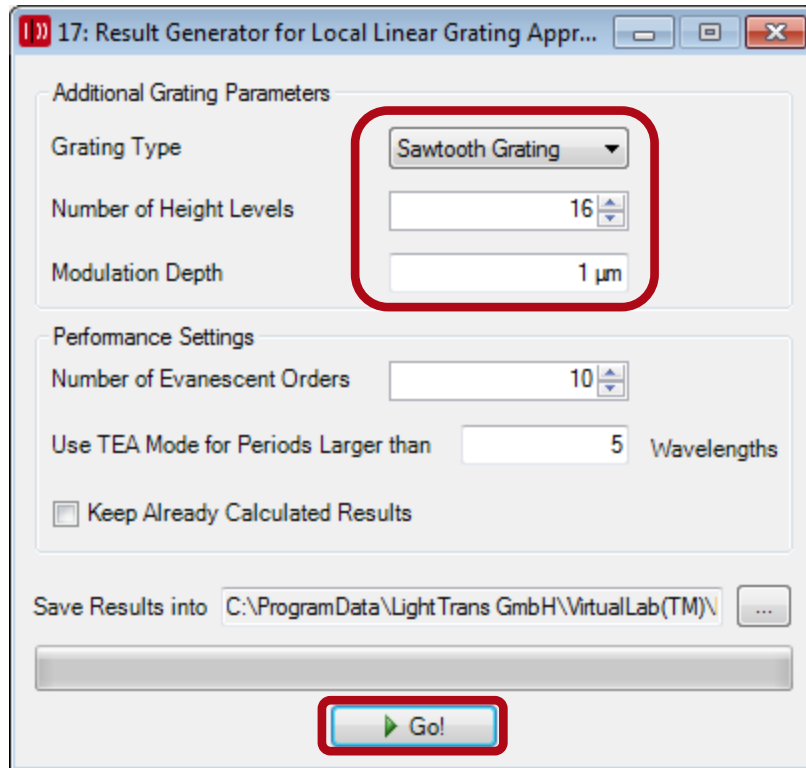 17: Result Generator for Local Linear Grating Appr...
Additional Grating Parameters
Grating Type Sawtooth Grating
Number of Height Levels 16
Modulation Depth 1 µm
Performance Settings
Number of Evanescent Orders 10
Use TEA Mode for Periods Larger than 5 Wavelengths
Keep Already Calculated Results
Save Results into C:\ProgramData\LightTrans GmbH\VirtualLab(TM)\ ...
Go!